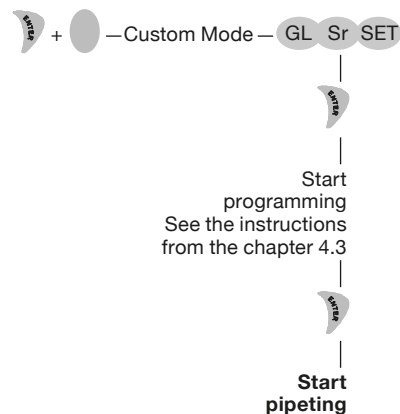 ENTER + — Custom Mode — GL Sr SET
ENTER
Start
programming
See the instructions
from the chapter 4.3
ENTER
Start
pipeting